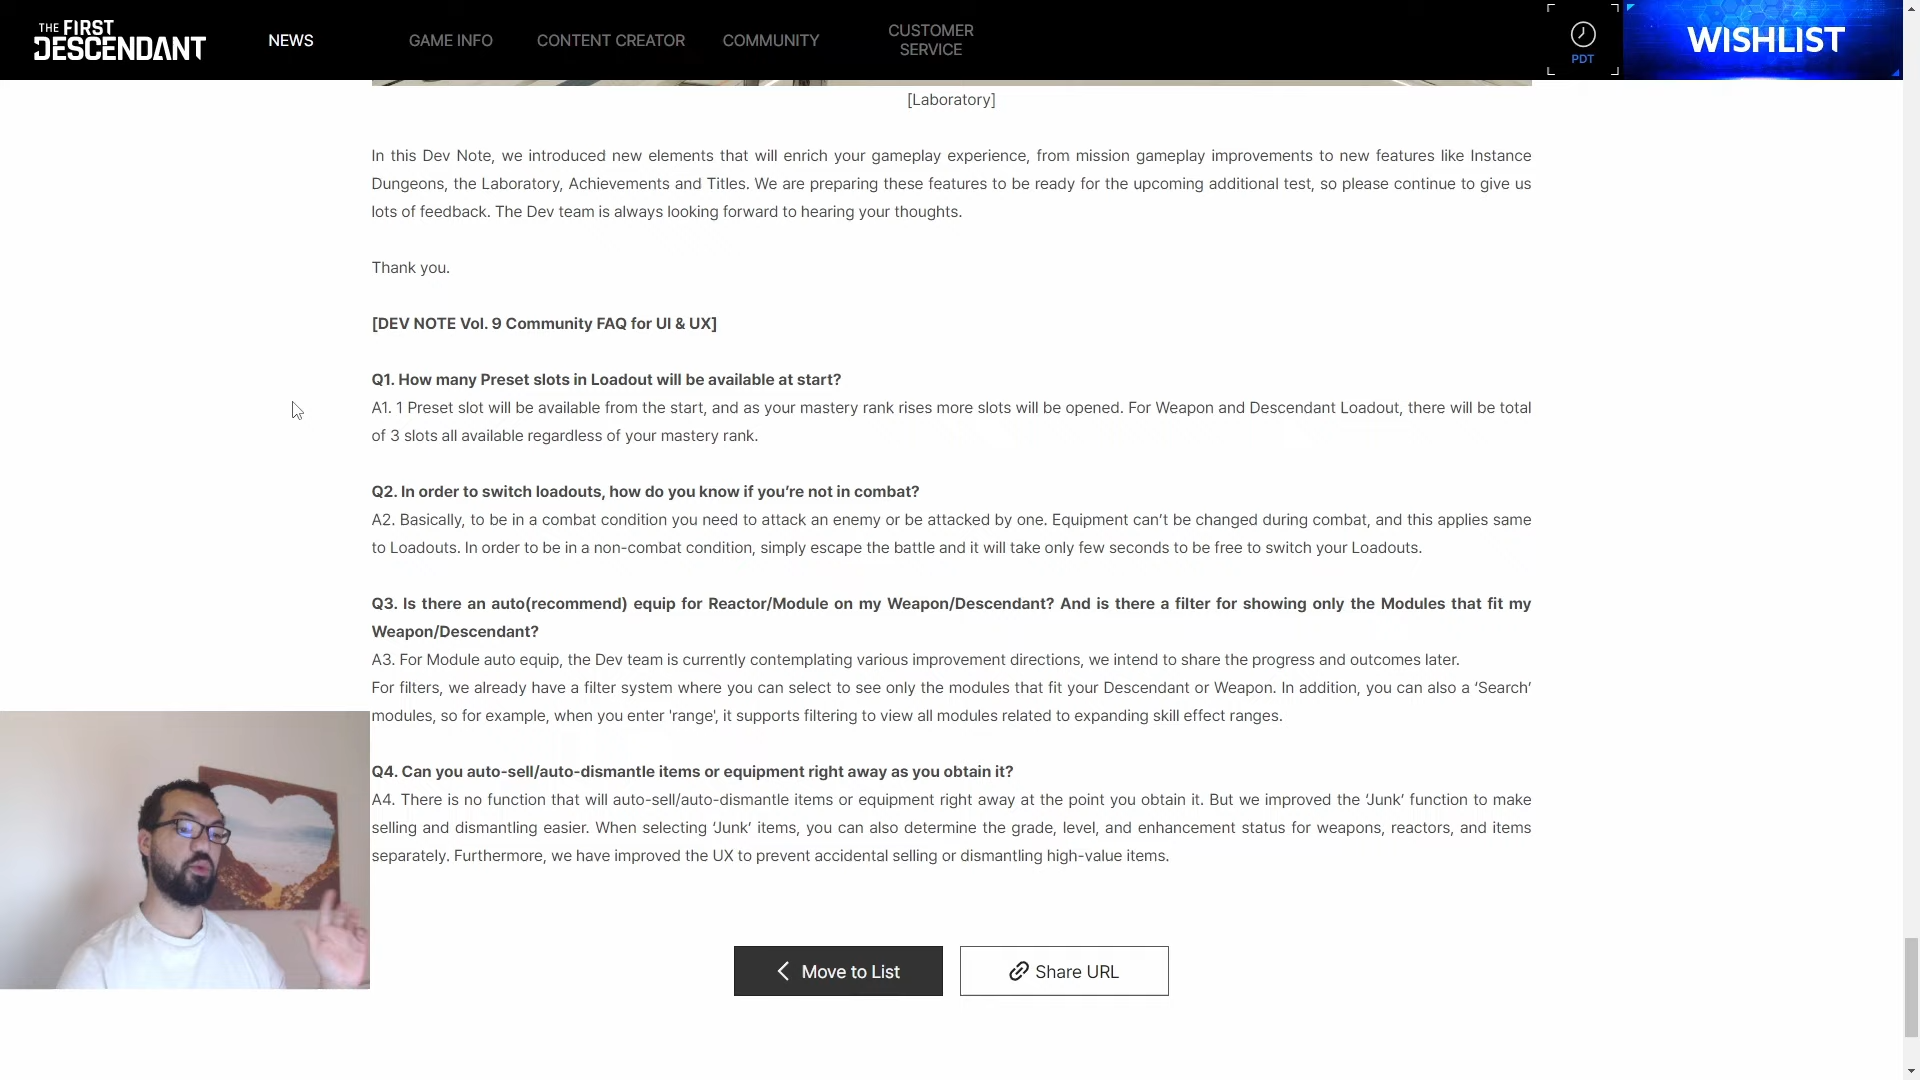 THE FIRST
DESCENDANT
NEWS
GAME INFO
CONTENT CREATOR
COMMUNITY
CUSTOMER
SERVICE
PDT
WISHLIST
[Laboratory]
In this Dev Note, we introduced new elements that will enrich your gameplay experience, from mission gameplay improvements to new features like Instance
Dungeons, the Laboratory, Achievements and Titles. We are preparing these features to be ready for the upcoming additional test, so please continue to give us
lots of feedback. The Dev team is always looking forward to hearing your thoughts.
Thank you.
[DEV NOTE Vol. 9 Community FAQ for UI & UX]
Q1. How many Preset slots in Loadout will be available at start?
A1. 1 Preset slot will be available from the start, and as your mastery rank rises more slots will be opened. For Weapon and Descendant Loadout, there will be total
of 3 slots all available regardless of your mastery rank.
Q2. In order to switch loadouts, how do you know if you’re not in combat?
A2. Basically, to be in a combat condition you need to attack an enemy or be attacked by one. Equipment can’t be changed during combat, and this applies same
to Loadouts. In order to be in a non-combat condition, simply escape the battle and it will take only few seconds to be free to switch your Loadouts.
Q3. Is there an auto(recommend) equip for Reactor/Module on my Weapon/Descendant? And is there a filter for showing only the Modules that fit my
Weapon/Descendant?
A3. For Module auto equip, the Dev team is currently contemplating various improvement directions, we intend to share the progress and outcomes later.
For filters, we already have a filter system where you can select to see only the modules that fit your Descendant or Weapon. In addition, you can also a ‘Search’
modules, so for example, when you enter 'range', it supports filtering to view all modules related to expanding skill effect ranges.
Q4. Can you auto-sell/auto-dismantle items or equipment right away as you obtain it?
A4. There is no function that will auto-sell/auto-dismantle items or equipment right away at the point you obtain it. But we improved the ‘Junk’ function to make
selling and dismantling easier. When selecting ‘Junk’ items, you can also determine the grade, level, and enhancement status for weapons, reactors, and items
separately. Furthermore, we have improved the UX to prevent accidental selling or dismantling high-value items.
Move to List
Share URL